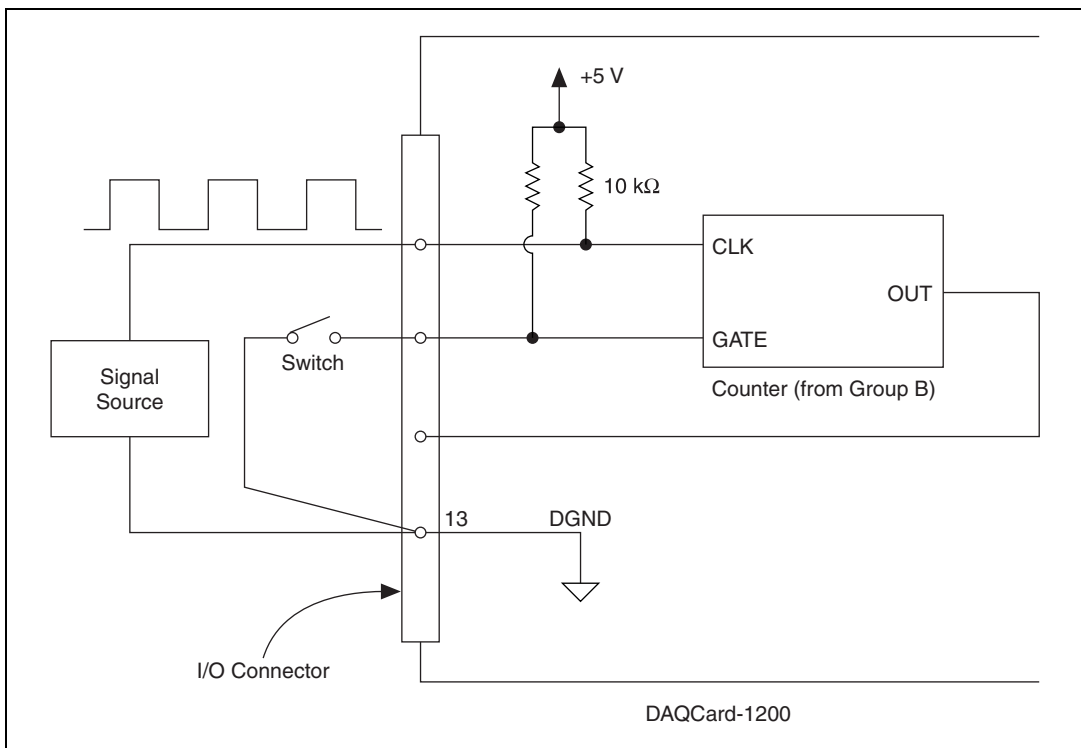 +5 V
10 kΩ
CLK
OUT
GATE
Switch
Signal
Source
Counter (from Group B)
13
DGND
I/O Connector
DAQCard-1200